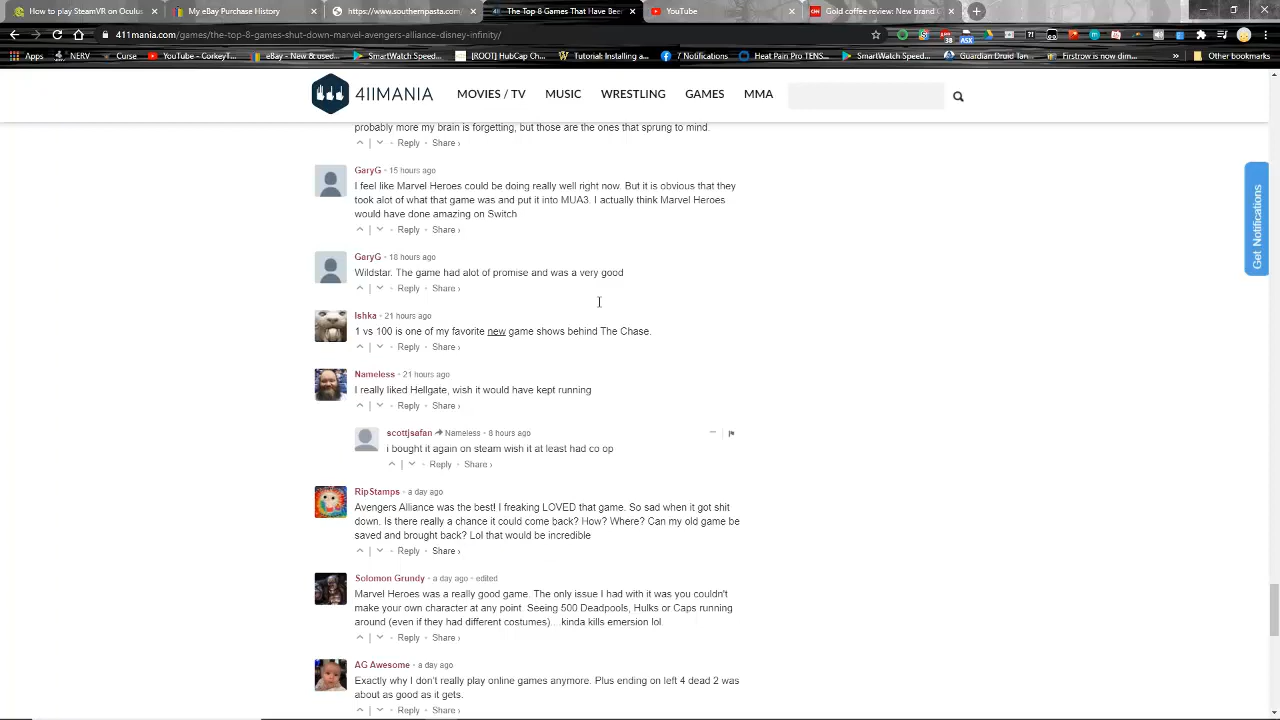 How to play SteamVR on Oculus
My eBay Purchase History
https://www.southernpasta.com
The Top 8 Games That Have Been
YouTube
Gold coffee review: New brand
411mania.com/games/the-top-8-games-shut-down-marvel-avengers-alliance-disney-infinity/
Apps
NERV
Curse
YouTube - CorkeyT...
eBay - New & used...
SmartWatch Speed...
[ROOT] HubCap Ch...
Tutorial: Installing a...
7 Notifications
Heat Pain Pro TENS...
SmartWatch Speed...
Guardian Druid Tan...
Firstrow is now dim...
»
Other bookmarks
411MANIA
MOVIES / TV
MUSIC
WRESTLING
GAMES
MMA
Get Notifications
probably more my brain is forgetting, but those are the ones that sprung to mind.
Reply • Share ›
GaryG • 15 hours ago
I feel like Marvel Heroes could be doing really well right now. But it is obvious that they
took alot of what that game was and put it into MUA3. I actually think Marvel Heroes
would have done amazing on Switch
Reply • Share ›
GaryG • 18 hours ago
Wildstar. The game had alot of promise and was a very good
Reply • Share ›
Ishka • 21 hours ago
1 vs 100 is one of my favorite new game shows behind The Chase.
Reply • Share ›
Nameless • 21 hours ago
I really liked Hellgate, wish it would have kept running
Reply • Share ›
scottjsafan Nameless • 8 hours ago
i bought it again on steam wish it at least had co op
Reply • Share ›
RipStamps • a day ago
Avengers Alliance was the best! I freaking LOVED that game. So sad when it got shit
down. Is there really a chance it could come back? How? Where? Can my old game be
saved and brought back? Lol that would be incredible
Reply • Share ›
Solomon Grundy • a day ago • edited
Marvel Heroes was a really good game. The only issue I had with it was you couldn't
make your own character at any point. Seeing 500 Deadpools, Hulks or Caps running
around (even if they had different costumes)... kinda kills emersion lol
Reply • Share ›
AG Awesome • a day ago
Exactly why I don't really play online games anymore. Plus ending on left 4 dead 2 was
about as good as it gets.
Reply • Share ›